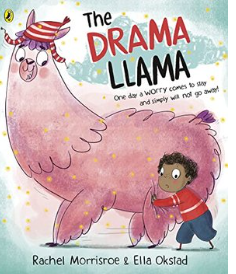 The
DRAMA
LLAMA
One day a WORRY comes to stay
and simply will not go away!
Rachel Morrisroe & Ella Okstad